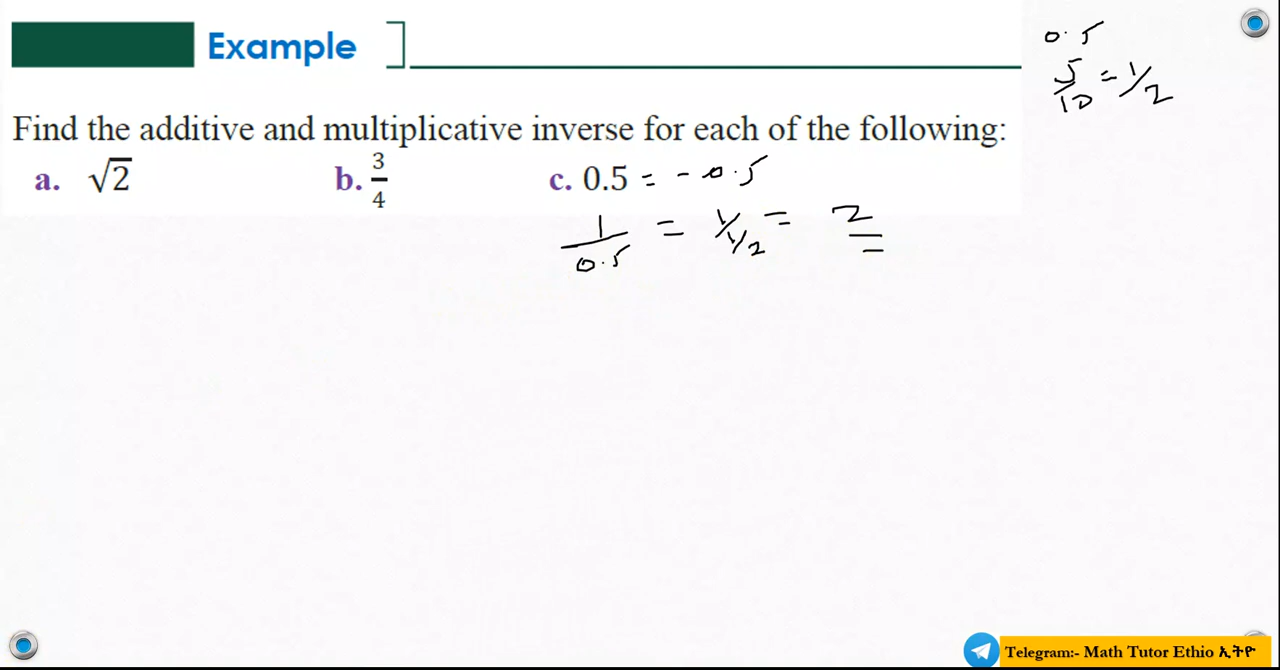 Example
0.5
5/10 = 1/2
Find the additive and multiplicative inverse for each of the following:
a. √2 b. 3/4 c. 0.5 = - 0.5
1/0.5 = 1/1/2 = 2
Telegram:- Math Tutor Ethio ኢትዮ